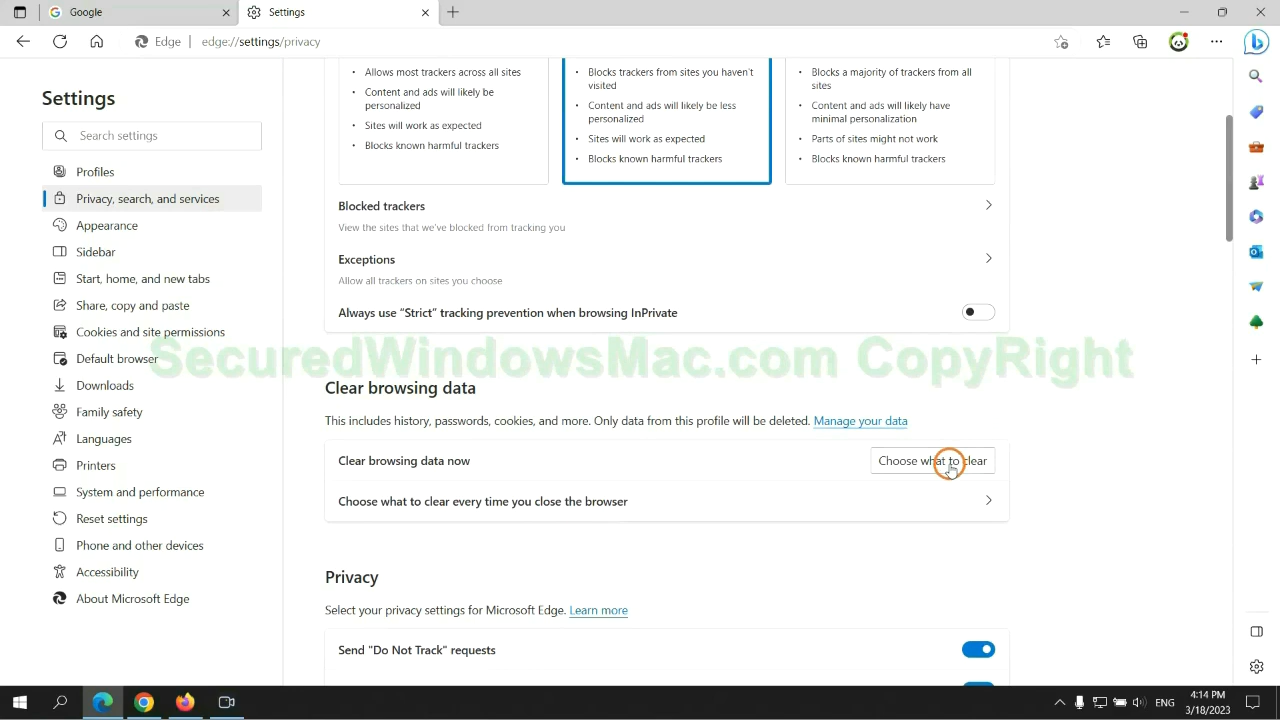 Google
Settings
Edge
edge://settings/privacy
Settings
Search settings
Profiles
Privacy, search, and services
Appearance
Sidebar
Start, home, and new tabs
Share, copy and paste
Cookies and site permissions
Default browser
Downloads
Family safety
Languages
Printers
System and performance
Reset settings
Phone and other devices
Accessibility
About Microsoft Edge
Allows most trackers across all sites
Content and ads will likely be
personalized
Sites will work as expected
Blocks known harmful trackers
Blocks trackers from sites you haven't
visited
Content and ads will likely be less
personalized
Sites will work as expected
Blocks known harmful trackers
Blocks a majority of trackers from all
sites
Content and ads will likely have
minimal personalization
Parts of sites might not work
Blocks known harmful trackers
Blocked trackers
View the sites that we've blocked from tracking you
Exceptions
Allow all trackers on sites you choose
Always use "Strict" tracking prevention when browsing InPrivate
SecuredWindowsMac.com CopyRight
Clear browsing data
This includes history, passwords, cookies, and more. Only data from this profile will be deleted. Manage your data
Clear browsing data now
Choose what to clear
Choose what to clear every time you close the browser
Privacy
Select your privacy settings for Microsoft Edge. Learn more
Send "Do Not Track" requests
ENG
4:14 PM
3/18/2023